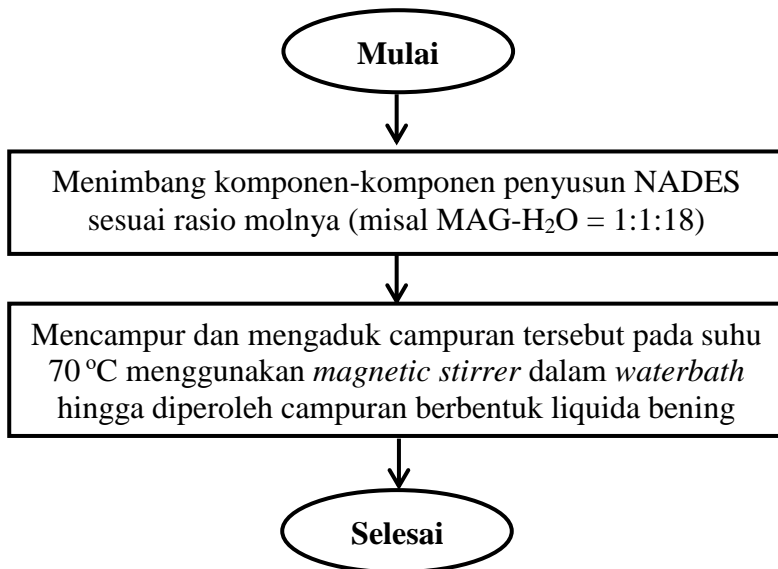 Mulai
Menimbang komponen-komponen penyusun NADES
sesuai rasio molnya (misal MAG-H₂O = 1:1:18)
Mencampur dan mengaduk campuran tersebut pada suhu
70 ºC menggunakan magnetic stirrer dalam waterbath
hingga diperoleh campuran berbentuk liquida bening
Selesai